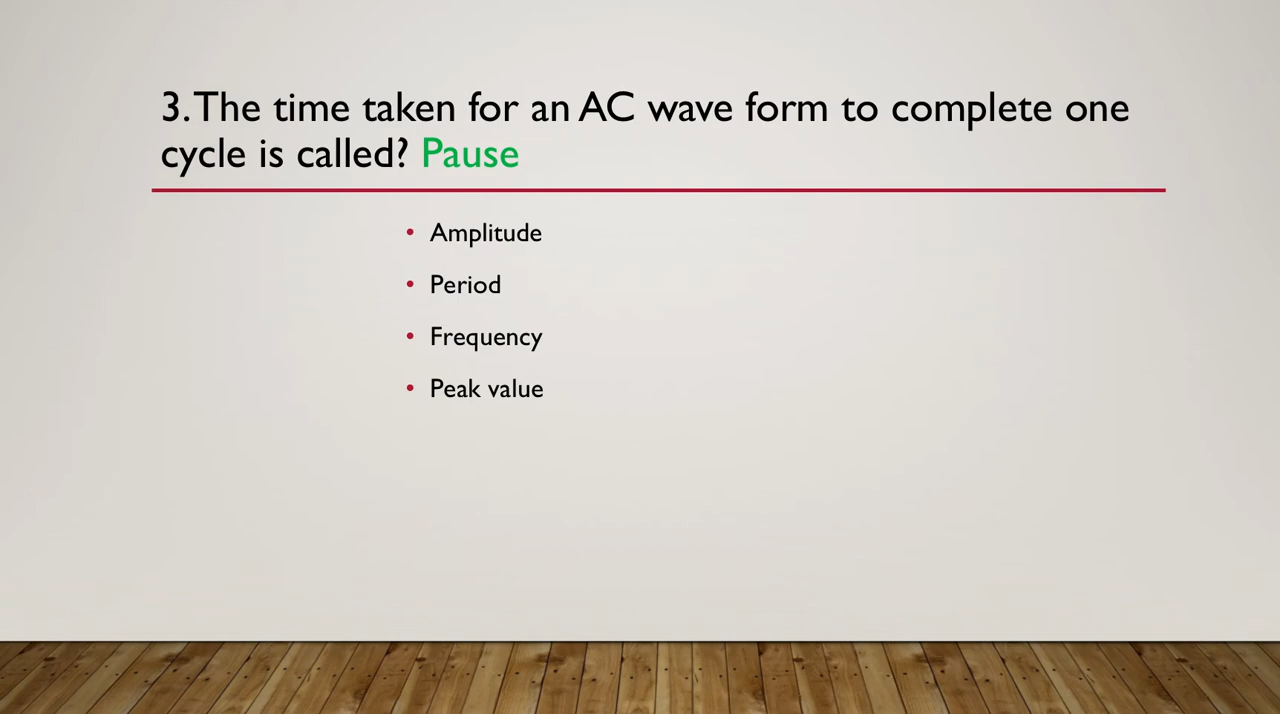 3. The time taken for an AC wave form to complete one
cycle is called? Pause
• Amplitude
• Period
• Frequency
• Peak value